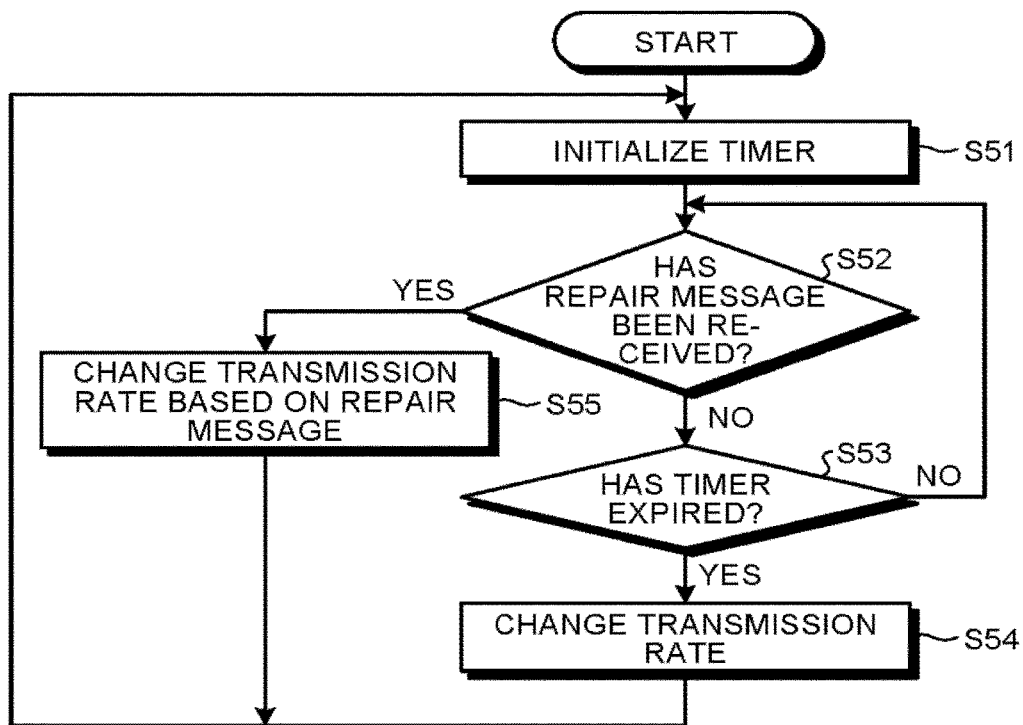 START
INITIALIZE TIMER
S51
HAS
REPAIR MESSAGE
BEEN RE-
CEIVED?
S52
YES
CHANGE TRANSMISSION
RATE BASED ON REPAIR
MESSAGE
S55
NO
HAS TIMER
EXPIRED?
S53
NO
YES
CHANGE TRANSMISSION
RATE
S54